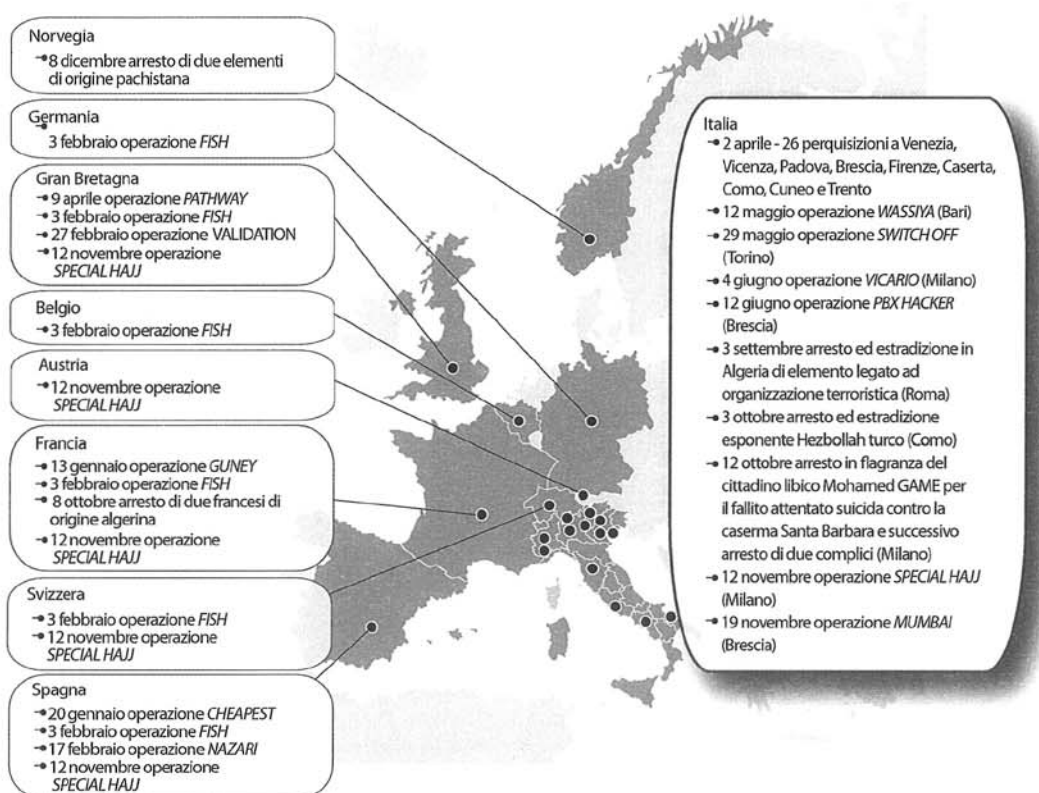 Norvegia
8 dicembre arresto di due elementi
di origine pachistana
Germania
3 febbraio operazione FISH
Gran Bretagna
9 aprile operazione PATHWAY
3 febbraio operazione FISH
27 febbraio operazione VALIDATION
12 novembre operazione
SPECIAL HAJJ
Belgio
3 febbraio operazione FISH
Austria
12 novembre operazione
SPECIAL HAJJ
Francia
13 gennaio operazione GUNEY
3 febbraio operazione FISH
8 ottobre arresto di due francesi di
origine algerina
12 novembre operazione
SPECIAL HAJJ
Svizzera
3 febbraio operazione FISH
12 novembre operazione
SPECIAL HAJJ
Spagna
20 gennaio operazione CHEAPEST
3 febbraio operazione FISH
17 febbraio operazione NAZARI
12 novembre operazione
SPECIAL HAJJ
Italia
2 aprile - 26 perquisizioni a Venezia,
Vicenza, Padova, Brescia, Firenze, Caserta,
Como, Cuneo e Trento
12 maggio operazione WASSIYA (Bari)
29 maggio operazione SWITCH OFF
(Torino)
4 giugno operazione VICARIO (Milano)
12 giugno operazione PBX HACKER
(Brescia)
3 settembre arresto ed estradizione in
Algeria di elemento legato ad
organizzazione terroristica (Roma)
3 ottobre arresto ed estradizione
esponente Hezbollah turco (Como)
12 ottobre arresto in flagranza del
cittadino libico Mohamed GAME per
il fallito attentato suicida contro la
caserma Santa Barbara e successivo
arresto di due complici (Milano)
12 novembre operazione SPECIAL HAJJ
(Milano)
19 novembre operazione MUMBAI
(Brescia)